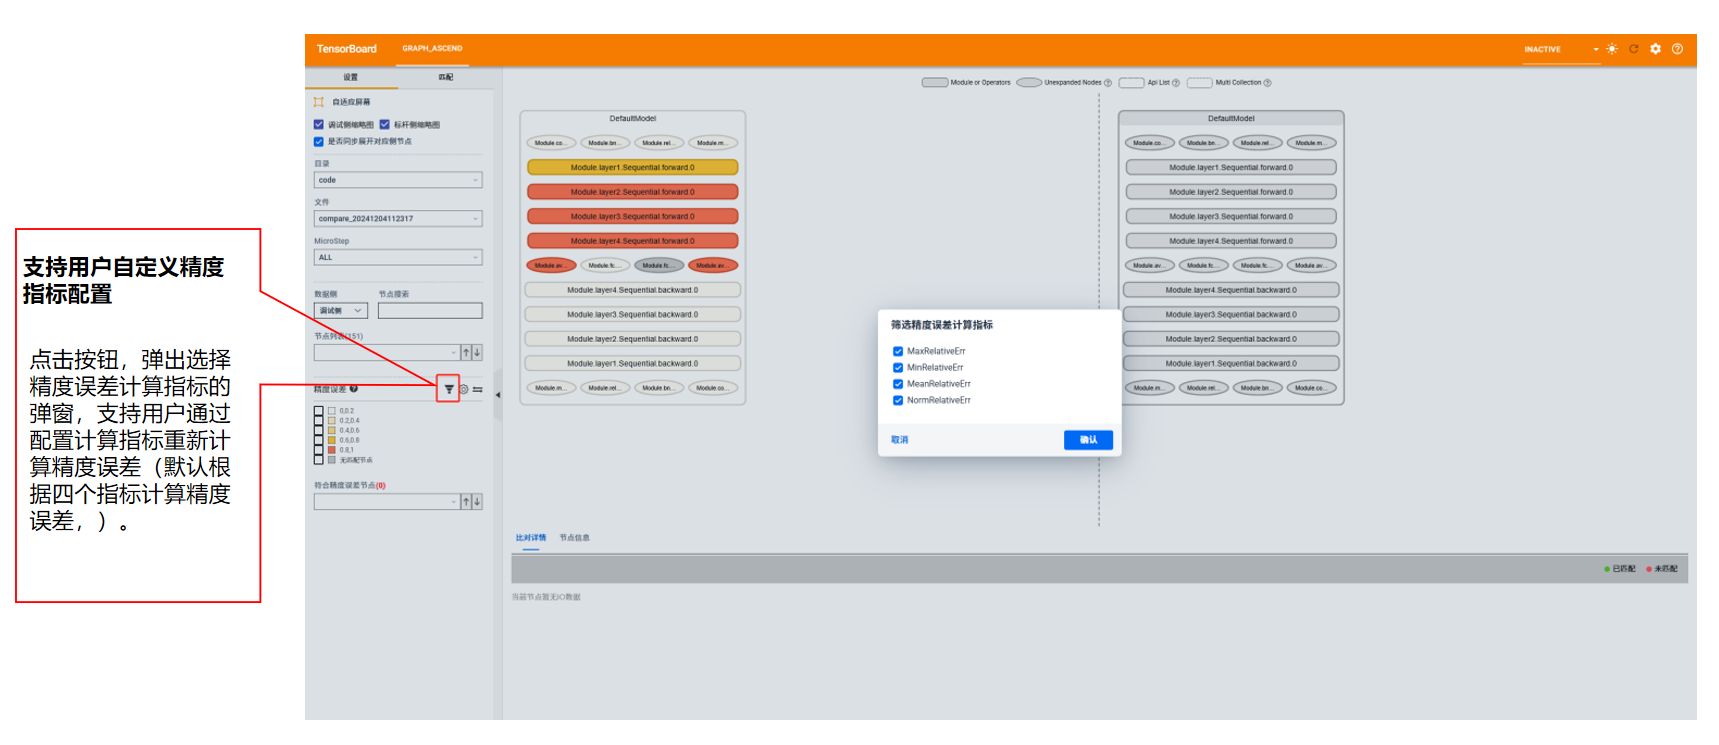 TensorBoard
GRAPH_ASCEND
INACTIVE
设置
匹配
自适应屏幕
调试侧缩略图
标杆侧缩略图
是否同步展开对应侧节点
目录
code
文件
compare_20241204112317
MicroStep
ALL
数据侧
节点搜索
调试侧
节点列表(151)
精度误差
0,0.2
0.2,0.4
0.4,0.6
0.6,0.8
0.8,1
无匹配节点
符合精度误差节点(0)
支持用户自定义精度
指标配置
点击按钮，弹出选择
精度误差计算指标的
弹窗，支持用户通过
配置计算指标重新计
算精度误差（默认根
据四个指标计算精度
误差，）。
Module or Operators
Unexpanded Nodes
Api List
Multi Collection
DefaultModel
Module.co...
Module.bn...
Module.rel...
Module.m...
Module.layer1.Sequential.forward.0
Module.layer2.Sequential.forward.0
Module.layer3.Sequential.forward.0
Module.layer4.Sequential.forward.0
Module.av...
Module.fc....
Module.fc....
Module.av...
Module.layer4.Sequential.backward.0
Module.layer3.Sequential.backward.0
Module.layer2.Sequential.backward.0
Module.layer1.Sequential.backward.0
Module.m...
Module.rel...
Module.bn...
Module.co...
DefaultModel
Module.co...
Module.bn...
Module.rel...
Module.m...
Module.layer1.Sequential.forward.0
Module.layer2.Sequential.forward.0
Module.layer3.Sequential.forward.0
Module.layer4.Sequential.forward.0
Module.av...
Module.fc....
Module.fc....
Module.av...
Module.layer4.Sequential.backward.0
Module.layer3.Sequential.backward.0
Module.layer2.Sequential.backward.0
Module.layer1.Sequential.backward.0
Module.m...
Module.rel...
Module.bn...
Module.co...
筛选精度误差计算指标
MaxRelativeErr
MinRelativeErr
MeanRelativeErr
NormRelativeErr
取消
确认
比对详情
节点信息
已匹配
未匹配
当前节点暂无IO数据